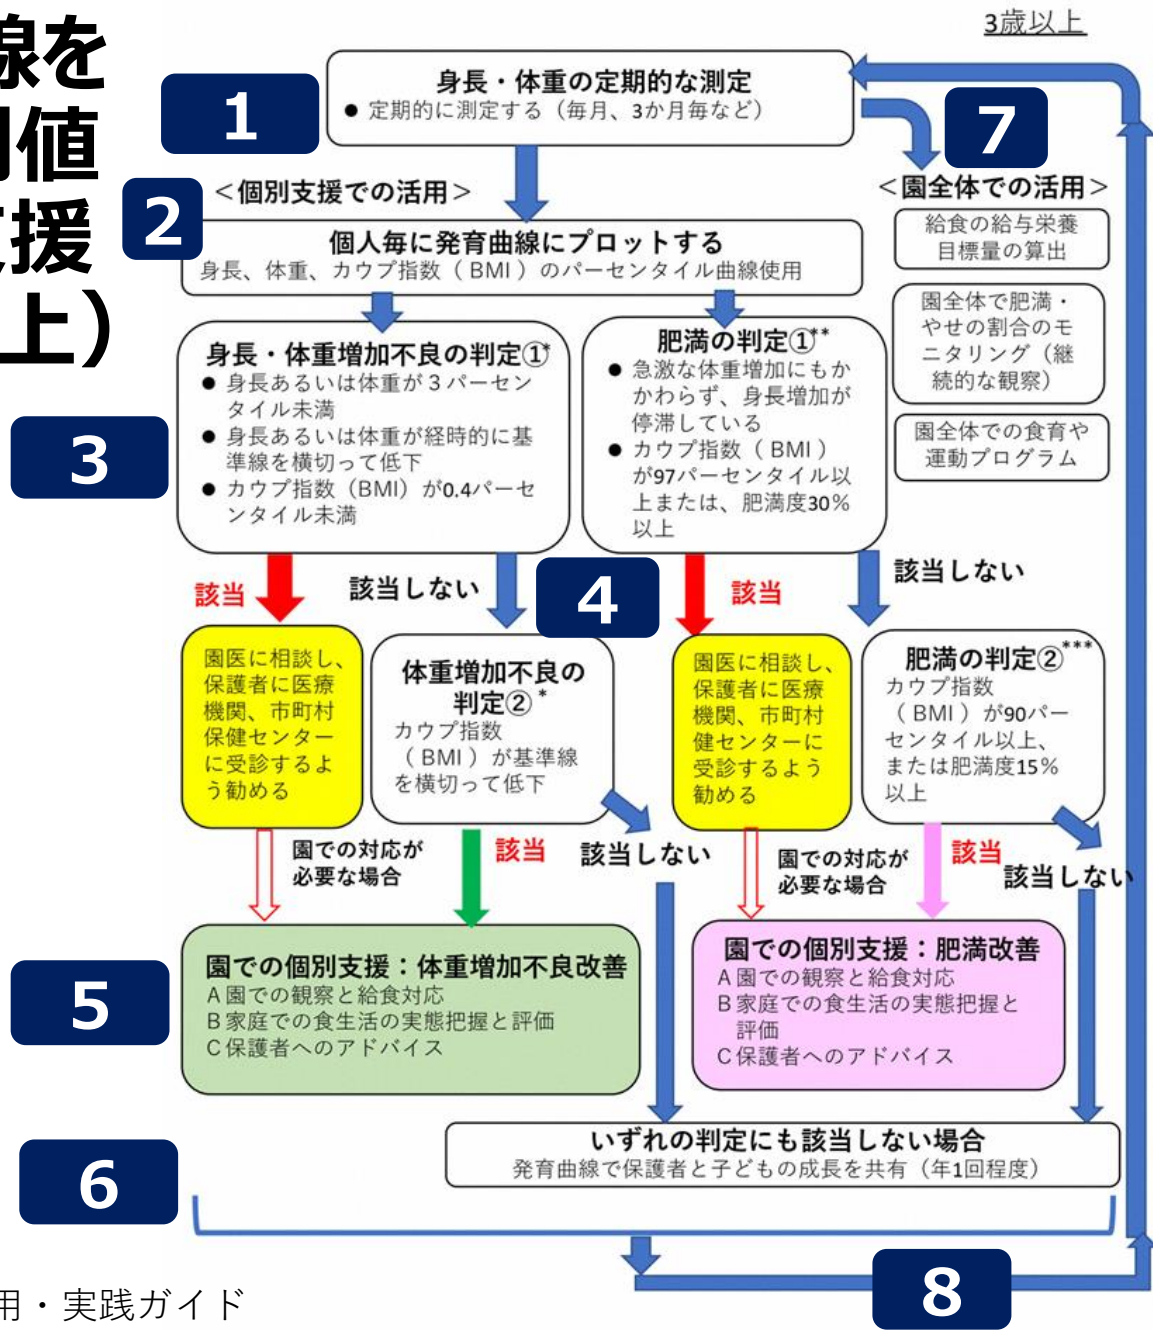 線を
値
支援
上）
3歳以上
1
身長・体重の定期的な測定
● 定期的に測定する（毎月、3か月毎など）
7
2
＜個別支援での活用＞
＜園全体での活用＞
個人毎に発育曲線にプロットする
身長、体重、カウプ指数（ BMI ）のパーセンタイル曲線使用
給食の給与栄養
目標量の算出
園全体で肥満・
やせの割合のモ
ニタリング（継
続的な観察）
園全体での食育や
運動プログラム
3
身長・体重増加不良の判定①*
● 身長あるいは体重が３パーセン
タイル未満
● 身長あるいは体重が経時的に基
準線を横切って低下
● カウプ指数（BMI）が0.4パーセ
ンタイル未満
肥満の判定①**
● 急激な体重増加にもか
かわらず、身長増加が
停滞している
● カウプ指数（ BMI ）
が97パーセンタイル以
上または、肥満度30%
以上
該当
該当しない
4
該当
該当しない
園医に相談し、
保護者に医療
機関、市町村
保健センター
に受診するよ
う勧める
体重増加不良の
判定② *
カウプ指数
（ BMI ）が基準線
を横切って低下
園医に相談し、
保護者に医療
機関、市町村
健センターに
受診するよう
勧める
肥満の判定②***
カウプ指数
（ BMI ）が90パー
センタイル以上、
または肥満度15%
以上
園での対応が
必要な場合
該当
該当しない
園での対応が
必要な場合
該当
該当しない
5
園での個別支援：体重増加不良改善
A 園での観察と給食対応
B 家庭での食生活の実態把握と評価
C 保護者へのアドバイス
園での個別支援：肥満改善
A 園での観察と給食対応
B 家庭での食生活の実態把握と
評価
C 保護者へのアドバイス
6
いずれの判定にも該当しない場合
発育曲線で保護者と子どもの成長を共有（年1回程度）
8
用・実践ガイド